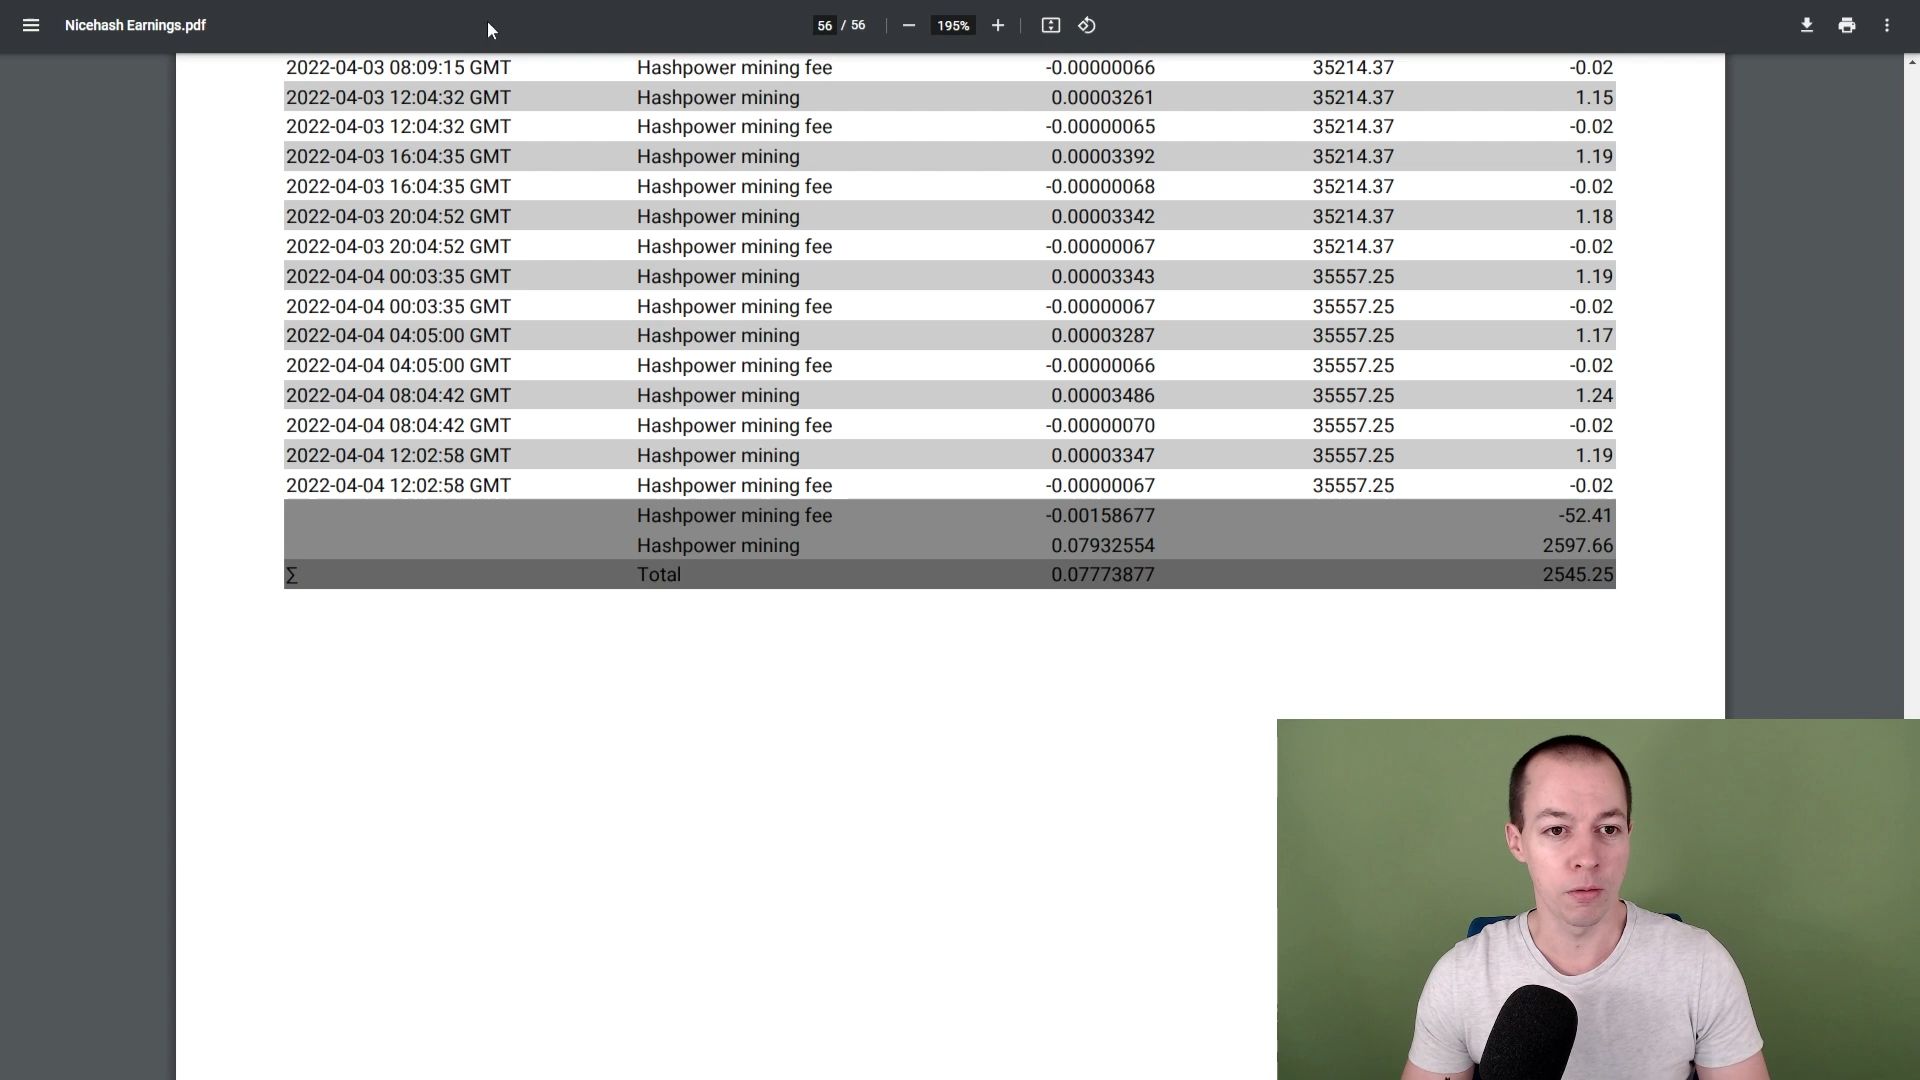 Nicehash Earnings.pdf 56 / 56 195%
2022-04-03 08:09:15 GMT Hashpower mining fee -0.00000066 35214.37 -0.02
2022-04-03 12:04:32 GMT Hashpower mining 0.00003261 35214.37 1.15
2022-04-03 12:04:32 GMT Hashpower mining fee -0.00000065 35214.37 -0.02
2022-04-03 16:04:35 GMT Hashpower mining 0.00003392 35214.37 1.19
2022-04-03 16:04:35 GMT Hashpower mining fee -0.00000068 35214.37 -0.02
2022-04-03 20:04:52 GMT Hashpower mining 0.00003342 35214.37 1.18
2022-04-03 20:04:52 GMT Hashpower mining fee -0.00000067 35214.37 -0.02
2022-04-04 00:03:35 GMT Hashpower mining 0.00003343 35557.25 1.19
2022-04-04 00:03:35 GMT Hashpower mining fee -0.00000067 35557.25 -0.02
2022-04-04 04:05:00 GMT Hashpower mining 0.00003287 35557.25 1.17
2022-04-04 04:05:00 GMT Hashpower mining fee -0.00000066 35557.25 -0.02
2022-04-04 08:04:42 GMT Hashpower mining 0.00003486 35557.25 1.24
2022-04-04 08:04:42 GMT Hashpower mining fee -0.00000070 35557.25 -0.02
2022-04-04 12:02:58 GMT Hashpower mining 0.00003347 35557.25 1.19
2022-04-04 12:02:58 GMT Hashpower mining fee -0.00000067 35557.25 -0.02
Hashpower mining fee -0.00158677 -52.41
Hashpower mining 0.07932554 2597.66
∑ Total 0.07773877 2545.25